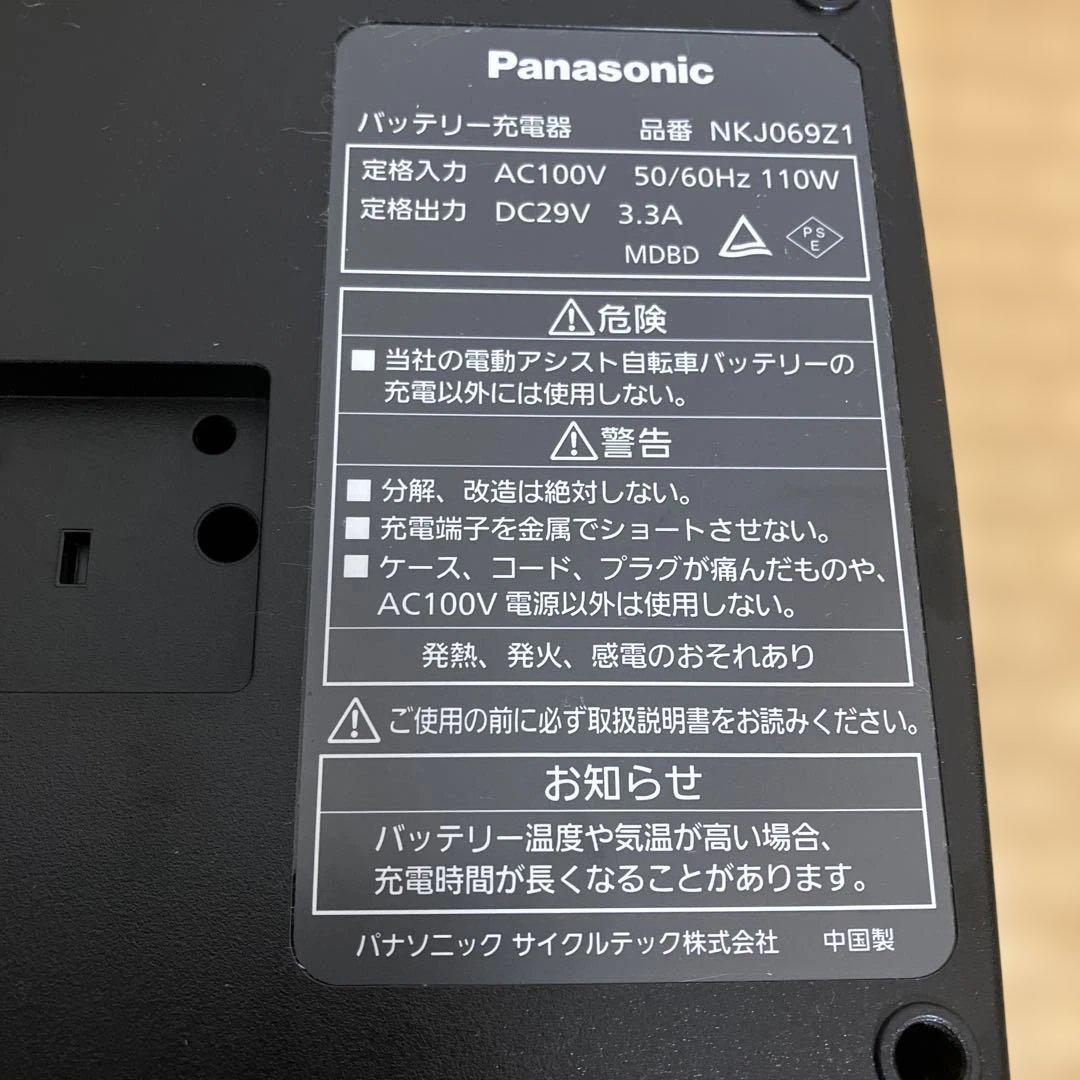 Panasonic
バッテリー充電器 品番 NKJ069Z1
定格入力 AC100V 50/60Hz 110W
定格出力 DC29V 3.3A
MDBD PS E
危険
■ 当社の電動アシスト自転車バッテリーの
充電以外には使用しない。
警告
■ 分解、改造は絶対しない。
■ 充電端子を金属でショートさせない。
■ ケース、コード、プラグが痛んだものや、
AC100V 電源以外は使用しない。
発熱、発火、感電のおそれあり
ご使用の前に必ず取扱説明書をお読みください。
お知らせ
バッテリー温度や気温が高い場合、
充電時間が長くなることがあります。
パナソニック サイクルテック株式会社 中国製